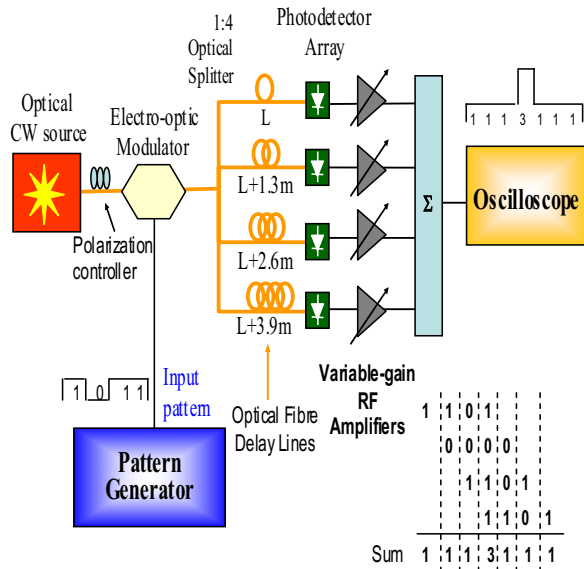 1:4
Optical
Splitter
Photodetector
Array
Optical
CW source
Electro-optic
Modulator
L
L+1.3m
L+2.6m
L+3.9m
Σ
1 1 1 3 1 1 1
Oscilloscope
Polarization
controller
1 0 1 1
Input
pattern
Pattern
Generator
Optical Fibre
Delay Lines
Variable-gain
RF
Amplifiers
1 1 0 1
0 0 0 0
1 1 0 1
1 1 0 1
Sum 1 1 1 3 1 1 1